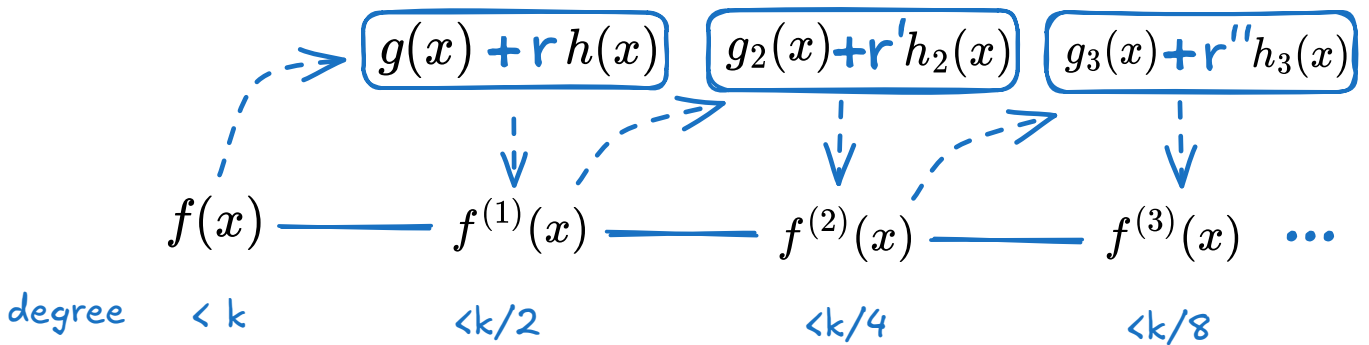 g(x) + r h(x) g₂(x)+r'h₂(x) g₃(x)+r''h₃(x)
f(x) f⁽¹⁾(x) f⁽²⁾(x) f⁽³⁾(x) ...
degree < k <k/2 <k/4 <k/8